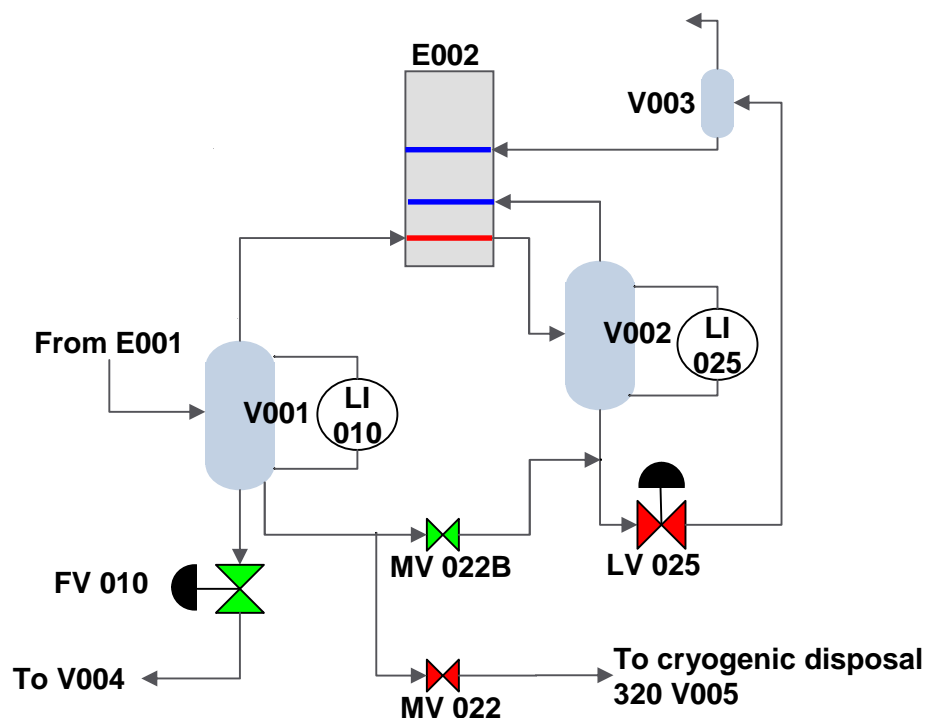 E002
V003
From E001
V001
LI
010
V002
LI
025
FV 010
MV 022B
LV 025
To V004
MV 022
To cryogenic disposal
320 V005